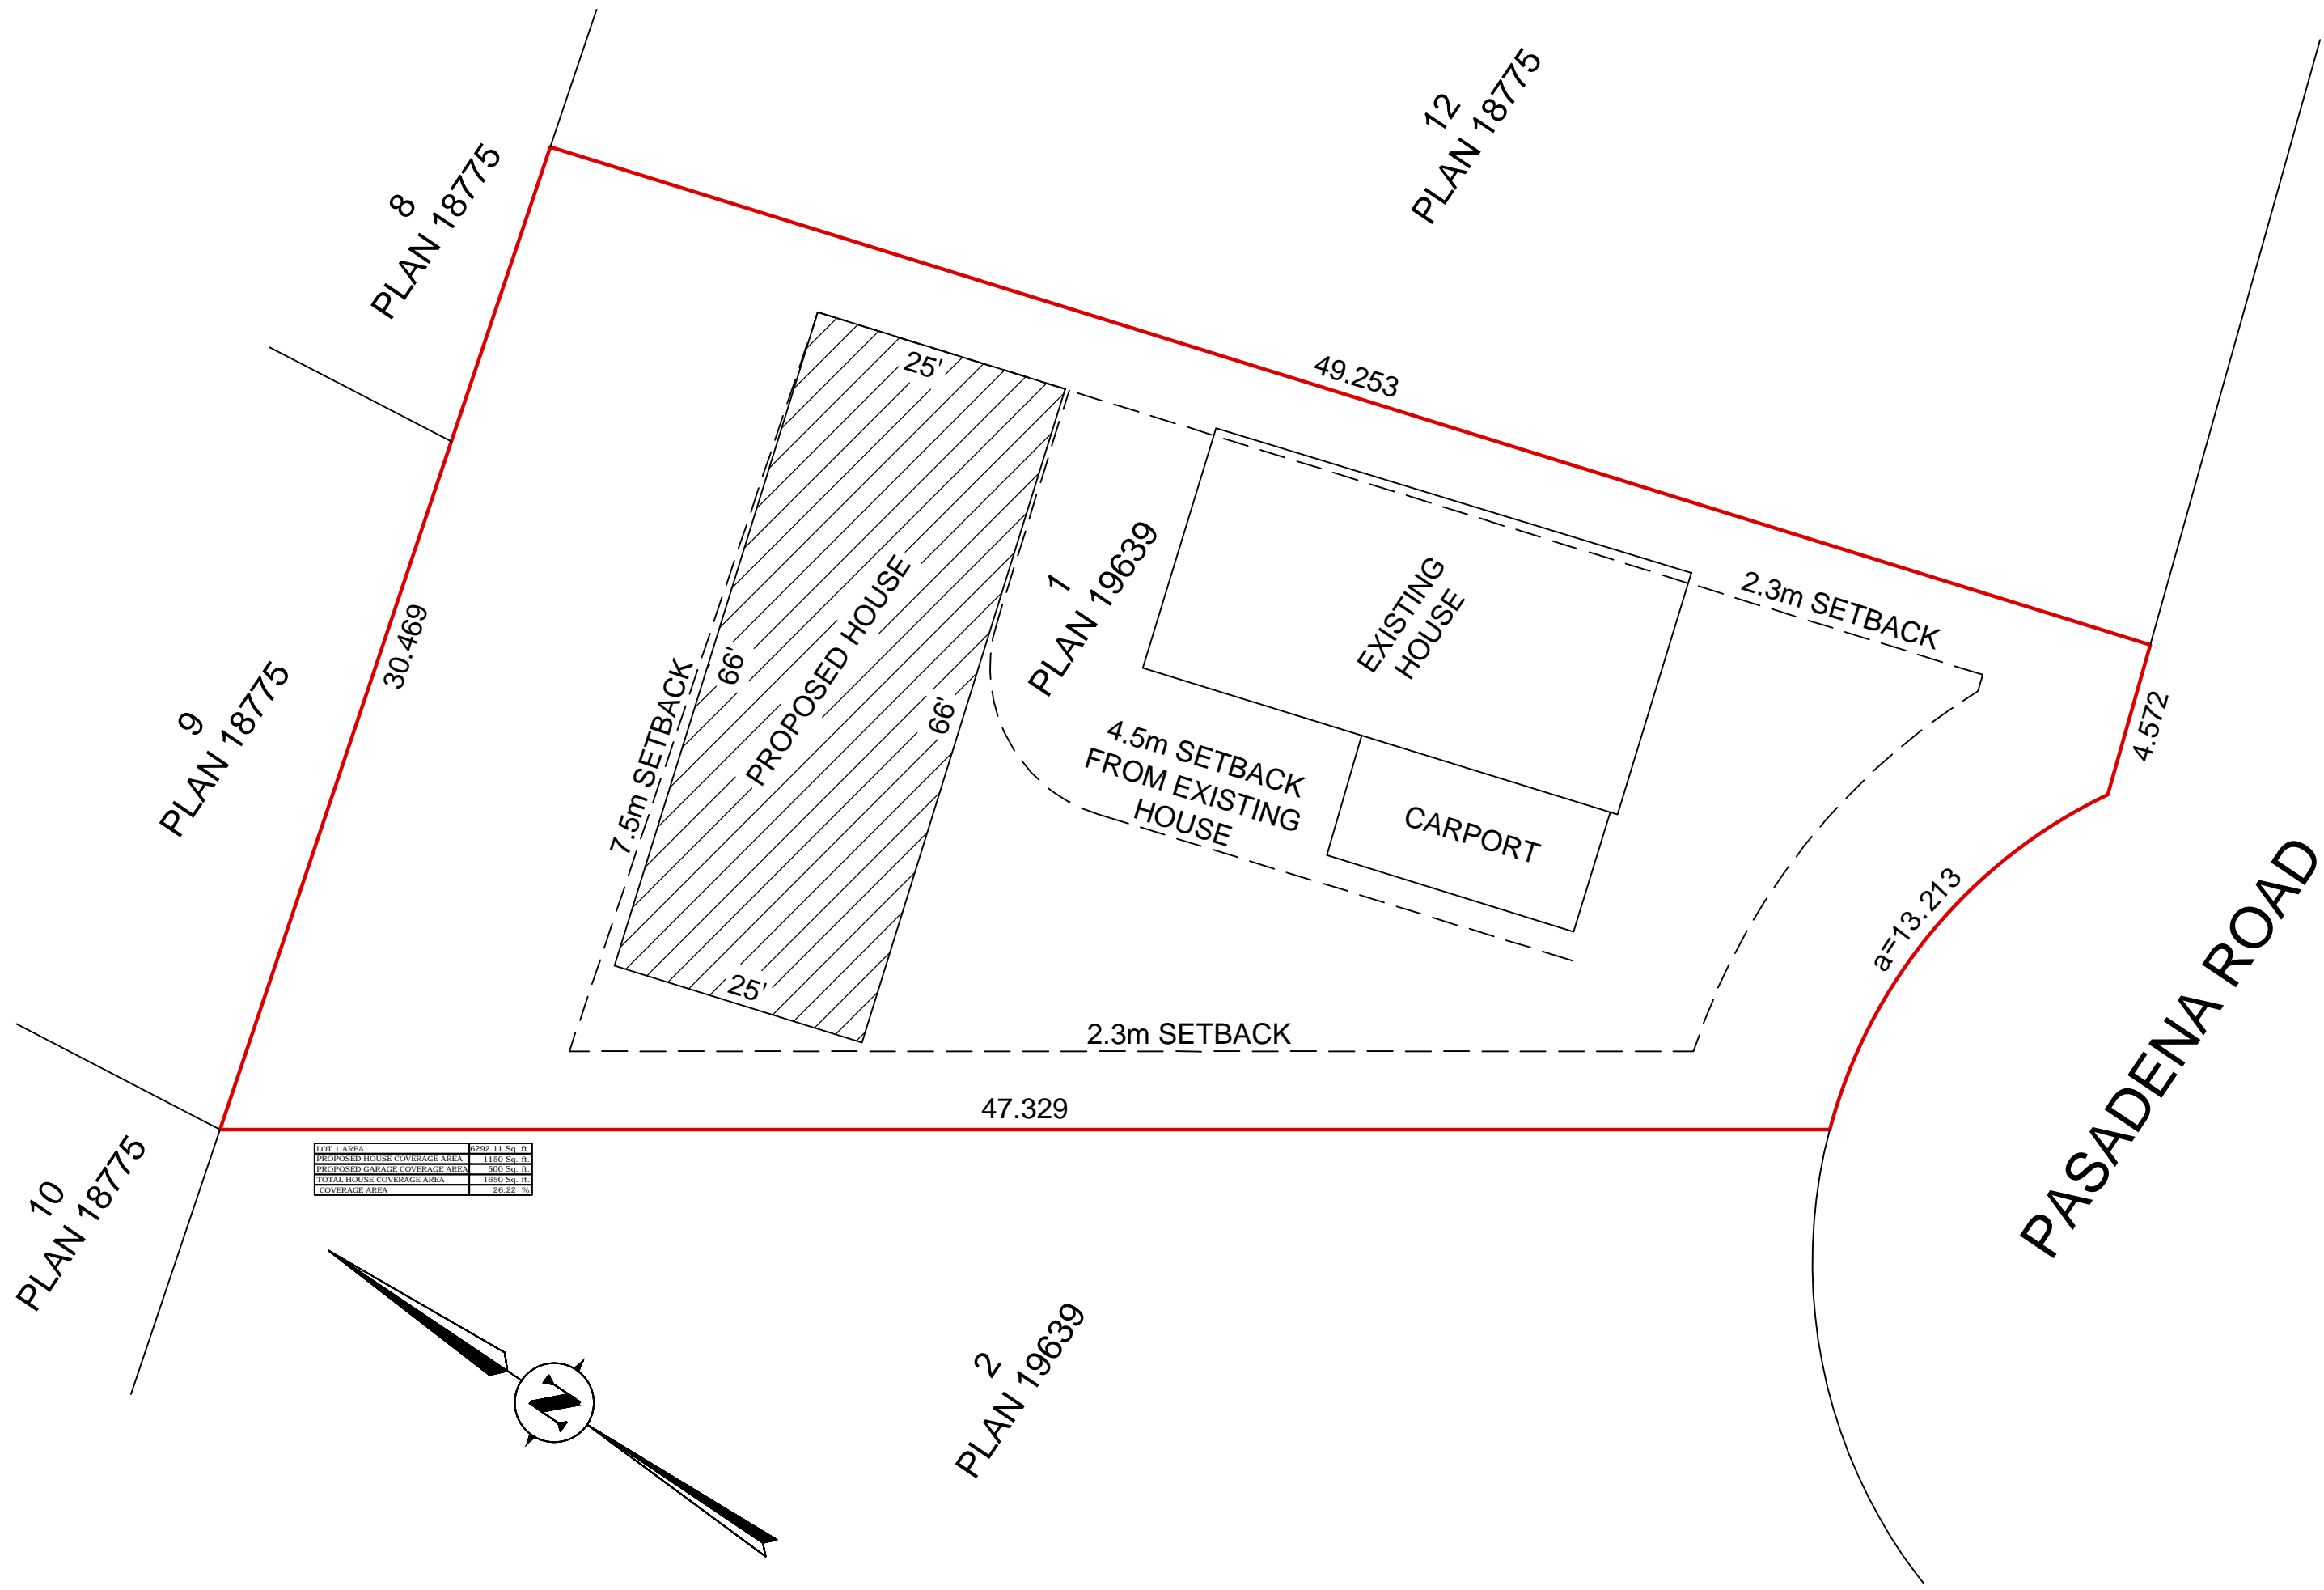 12
PLAN 18775
8
PLAN 18775
49.253
25'
PROPOSED HOUSE
66'
66'
25'
7.5m SETBACK
30.469
1
PLAN 19639
EXISTING
HOUSE
2.3m SETBACK
4.572
4.5m SETBACK
FROM EXISTING
HOUSE
CARPORT
9
PLAN 18775
a=13.213
PASADENA ROAD
2.3m SETBACK
47.329
LOT 1 AREA 6292.11 Sq. ft.
PROPOSED HOUSE COVERAGE AREA 1150 Sq. ft.
PROPOSED GARAGE COVERAGE AREA 500 Sq. ft.
TOTAL HOUSE COVERAGE AREA 1650 Sq. ft.
COVERAGE AREA 26.22 %
10
PLAN 18775
2
PLAN 19639
N